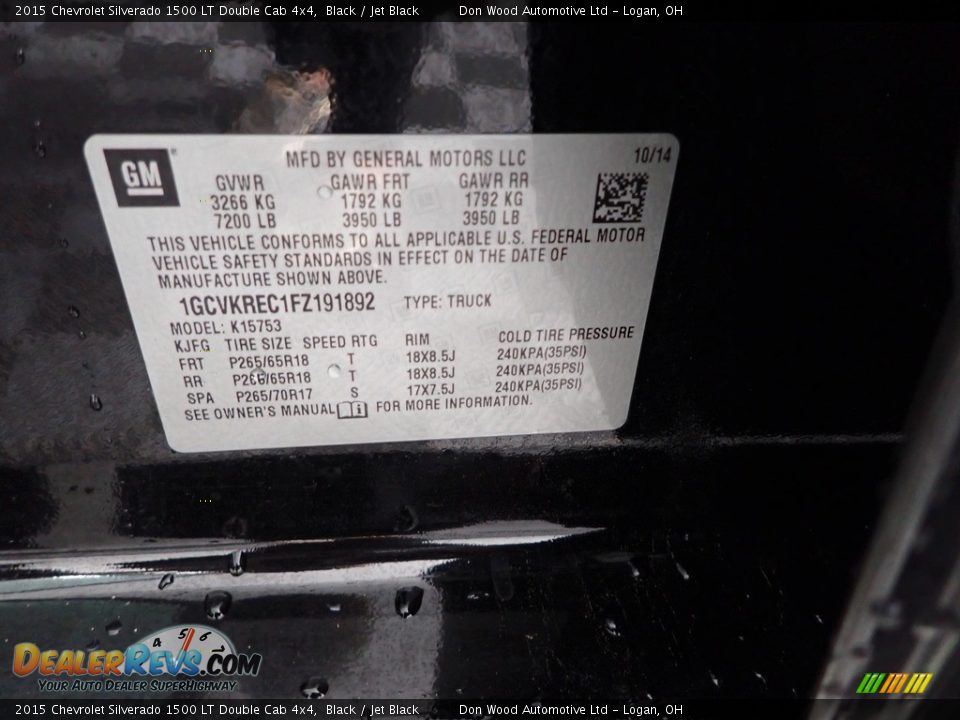 2015 Chevrolet Silverado 1500 LT Double Cab 4x4, Black / Jet Black Don Wood Automotive Ltd - Logan, OH
GM
MFD BY GENERAL MOTORS LLC 10/14
GVWR GAWR FRT GAWR RR
3266 KG 1792 KG 1792 KG
7200 LB 3950 LB 3950 LB
THIS VEHICLE CONFORMS TO ALL APPLICABLE U.S. FEDERAL MOTOR
VEHICLE SAFETY STANDARDS IN EFFECT ON THE DATE OF
MANUFACTURE SHOWN ABOVE.
1GCVKREC1FZ191892 TYPE: TRUCK
MODEL: K15753
KJFG TIRE SIZE SPEED RTG RIM COLD TIRE PRESSURE
FRT P265/65R18 T 18X8.5J 240KPA(35PSI)
RR P265/65R18 T 18X8.5J 240KPA(35PSI)
SPA P265/70R17 S 17X7.5J 240KPA(35PSI)
SEE OWNER'S MANUAL i FOR MORE INFORMATION.
4 5 6
DEALERREVS.COM
YOUR AUTO DEALER SUPERHIGHWAY
2015 Chevrolet Silverado 1500 LT Double Cab 4x4, Black / Jet Black Don Wood Automotive Ltd - Logan, OH